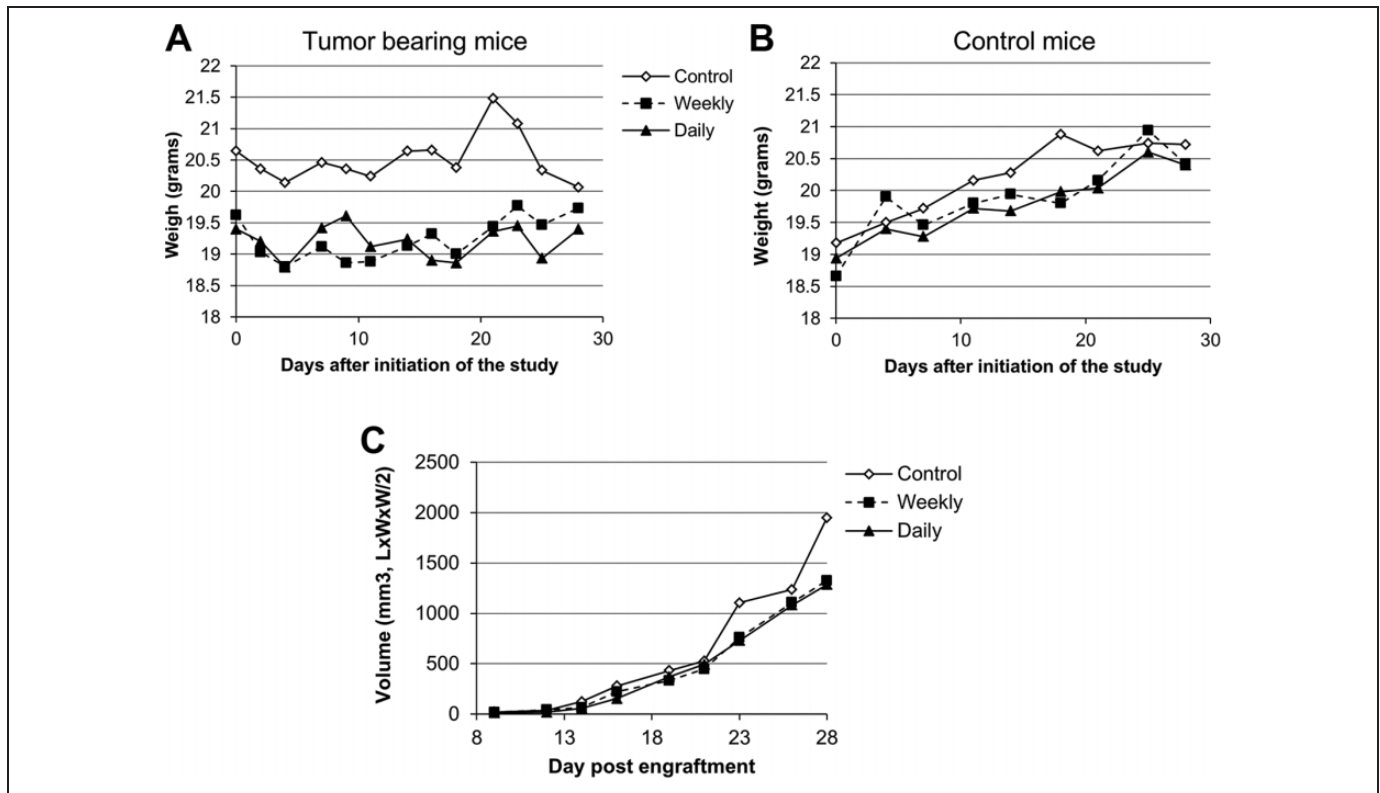 A
Tumor bearing mice
22
21.5
21
20.5
20
19.5
19
18.5
18
Weigh (grams)
0 10 20 30
Days after initiation of the study
Control
Weekly
Daily
B
Control mice
22
21.5
21
20.5
20
19.5
19
18.5
18
Weight (grams)
0 10 20 30
Days after initiation of the study
C
2500
2000
1500
1000
500
0
Volume (mm3, LxWxW/2)
8 13 18 23 28
Day post engraftment
Control
Weekly
Daily